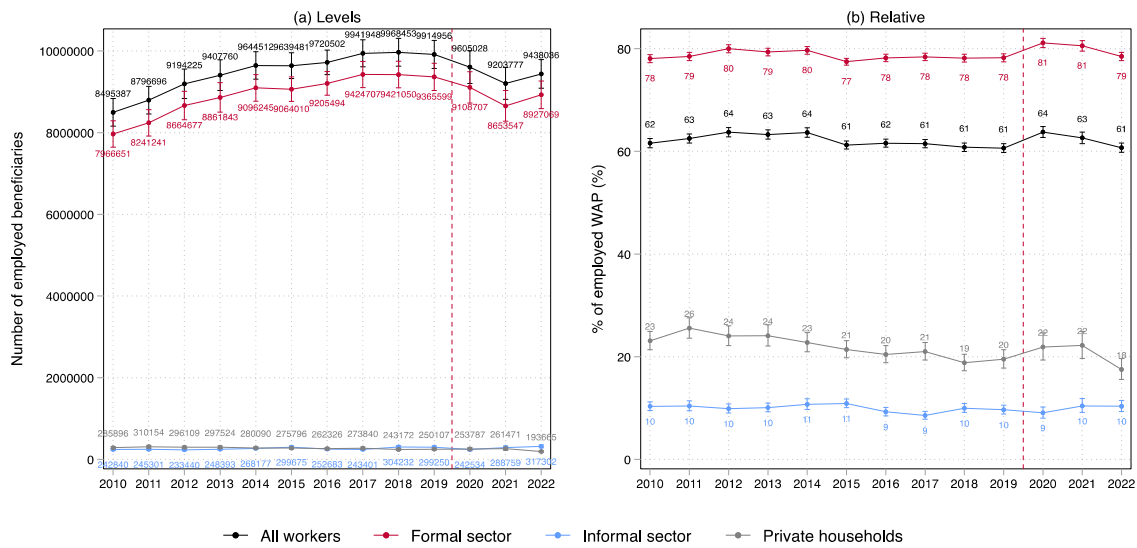 (a) Levels
Number of employed beneficiaries
10000000
8000000
6000000
4000000
2000000
0
8495387 8796696 9194225 9407760 9644512 9639481 9720502 9941948 9968453 9914956 9605028 9203777 9438036
7966651 8241241 8664677 8861843 9096245 9064010 9205494 9424707 9421050 9365599 9108707 8653547 8927069
285896 310154 296109 297524 280090 275796 262326 273840 243172 250107 253787 261471 193665
242840 245301 233440 248393 268177 299675 252683 243401 304232 299250 242534 288759 317302
2010 2011 2012 2013 2014 2015 2016 2017 2018 2019 2020 2021 2022
(b) Relative
% of employed WAP (%)
80
60
40
20
0
78 79 80 79 80 77 78 78 78 78 81 81 78
62 63 64 63 64 61 62 61 61 61 64 63 61
23 26 24 24 23 21 20 21 19 20 22 22 18
10 10 10 10 11 11 9 9 10 10 9 10 10
2010 2011 2012 2013 2014 2015 2016 2017 2018 2019 2020 2021 2022
All workers Formal sector Informal sector Private households